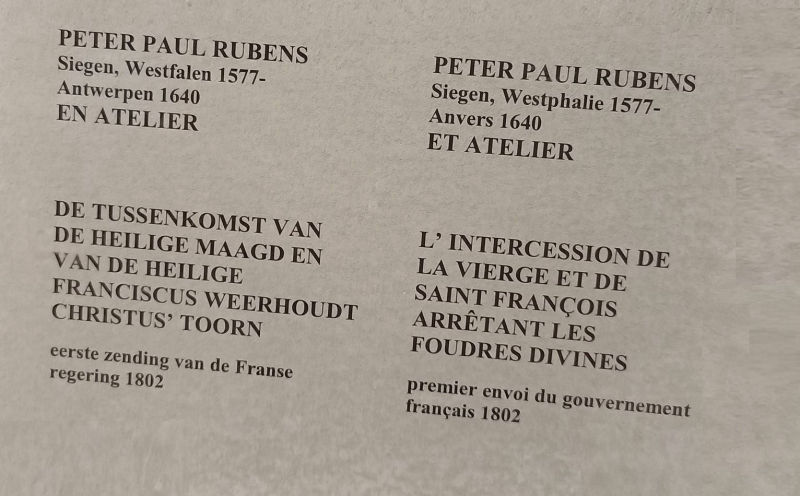 PETER PAUL RUBENS
Siegen, Westfalen 1577-
Antwerpen 1640
EN ATELIER
DE TUSSENKOMST VAN
DE HEILIGE MAAGD EN
VAN DE HEILIGE
FRANCISCUS WEERHOUDT
CHRISTUS' TOORN
eerste zending van de Franse
regering 1802
PETER PAUL RUBENS
Siegen, Westphalie 1577-
Anvers 1640
ET ATELIER
L' INTERCESSION DE
LA VIERGE ET DE
SAINT FRANÇOIS
ARRÊTANT LES
FOUDRES DIVINES
premier envoi du gouvernement
français 1802